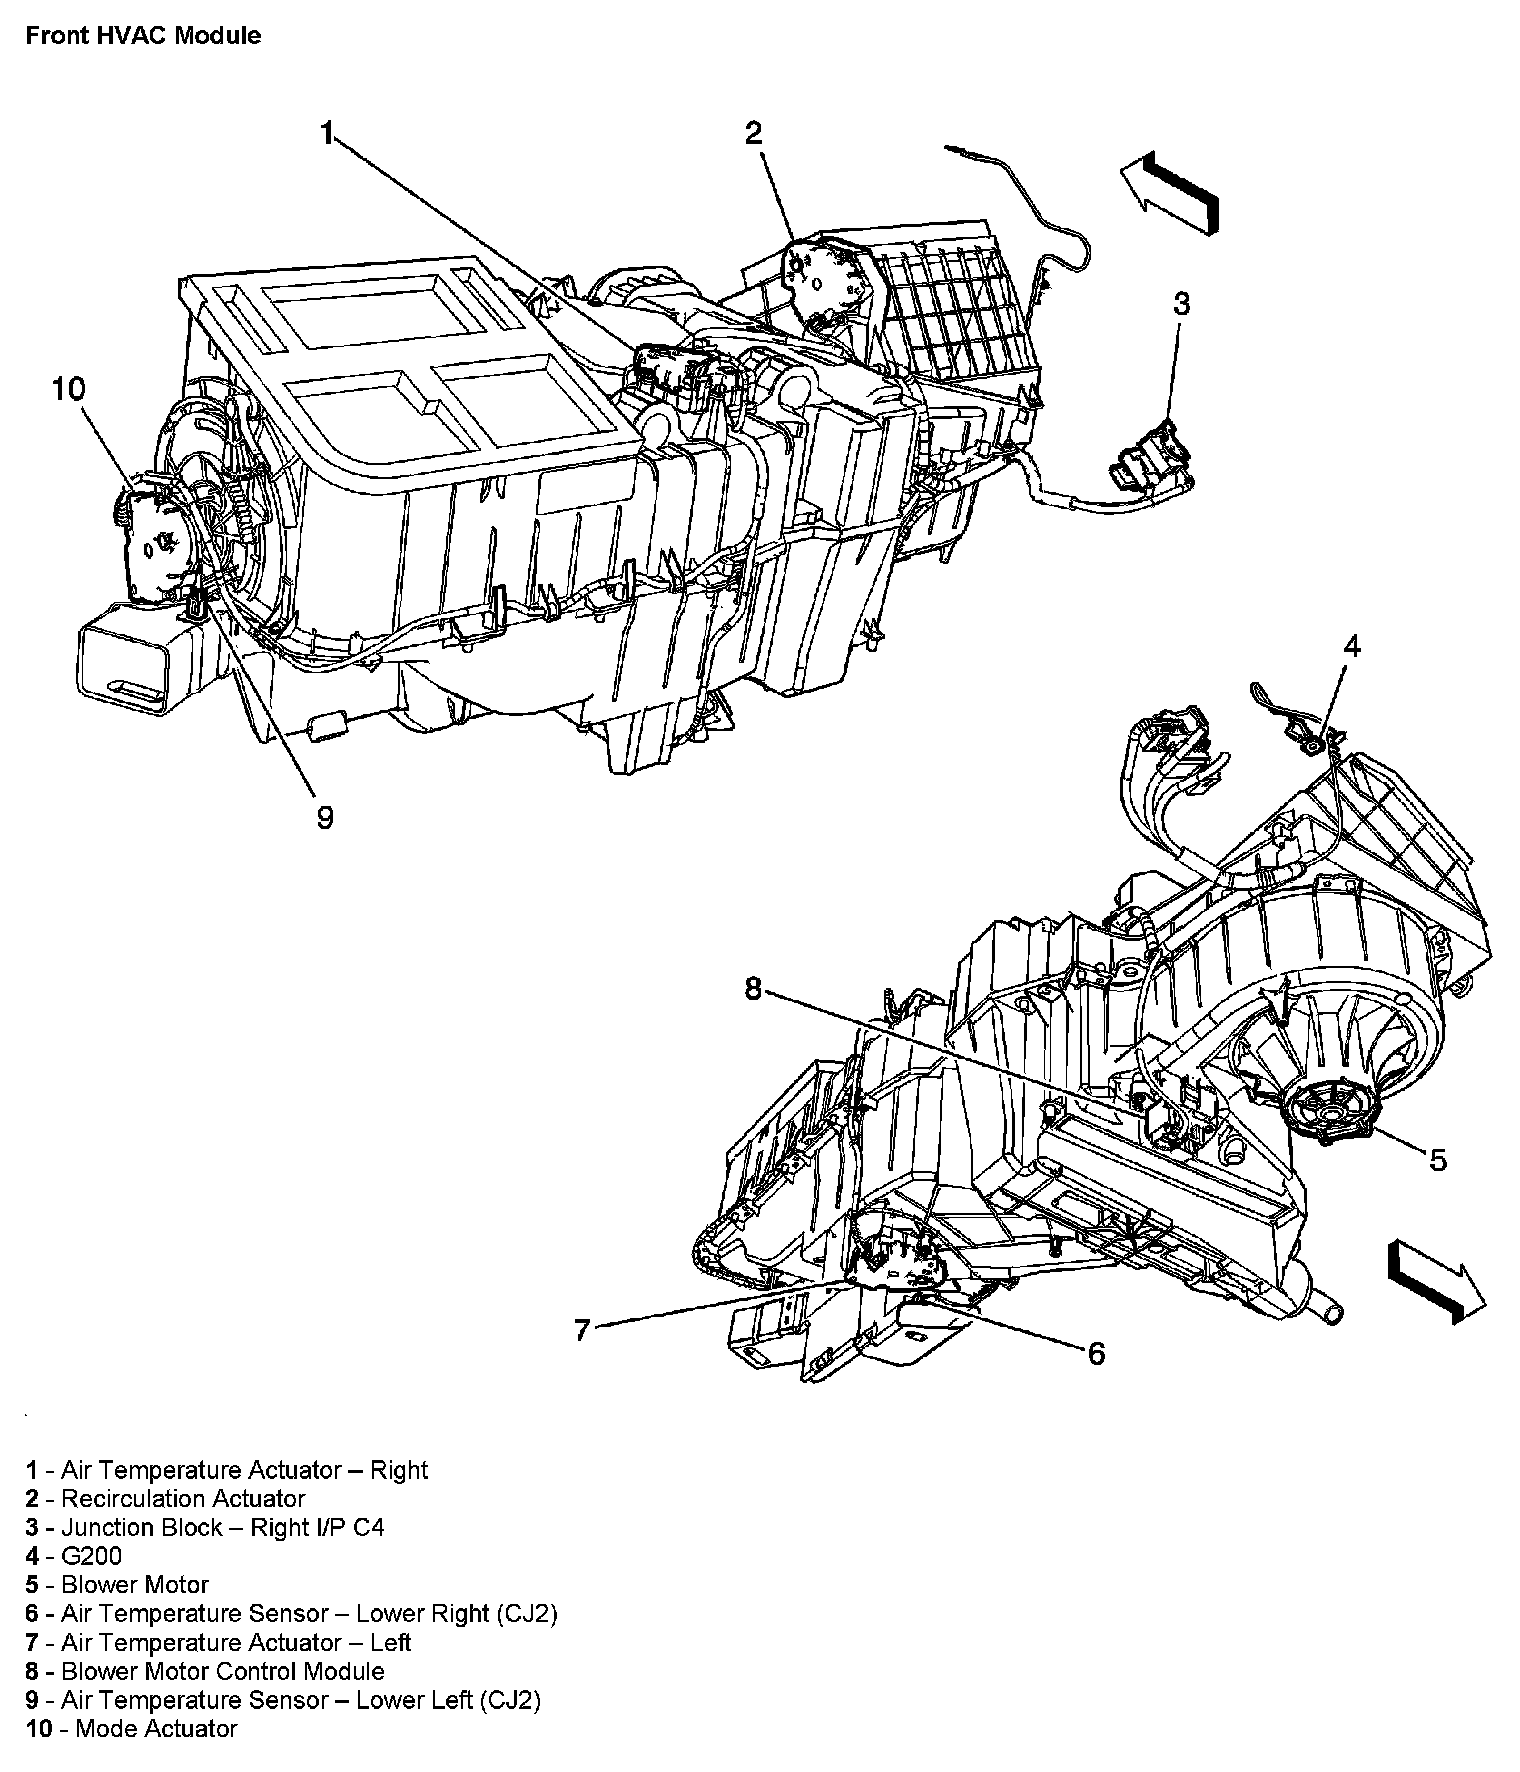 Front HVAC Module
1
2
3
10
4
9
8
5
7
6
1 - Air Temperature Actuator – Right
2 - Recirculation Actuator
3 - Junction Block – Right I/P C4
4 - G200
5 - Blower Motor
6 - Air Temperature Sensor – Lower Right (CJ2)
7 - Air Temperature Actuator – Left
8 - Blower Motor Control Module
9 - Air Temperature Sensor – Lower Left (CJ2)
10 - Mode Actuator